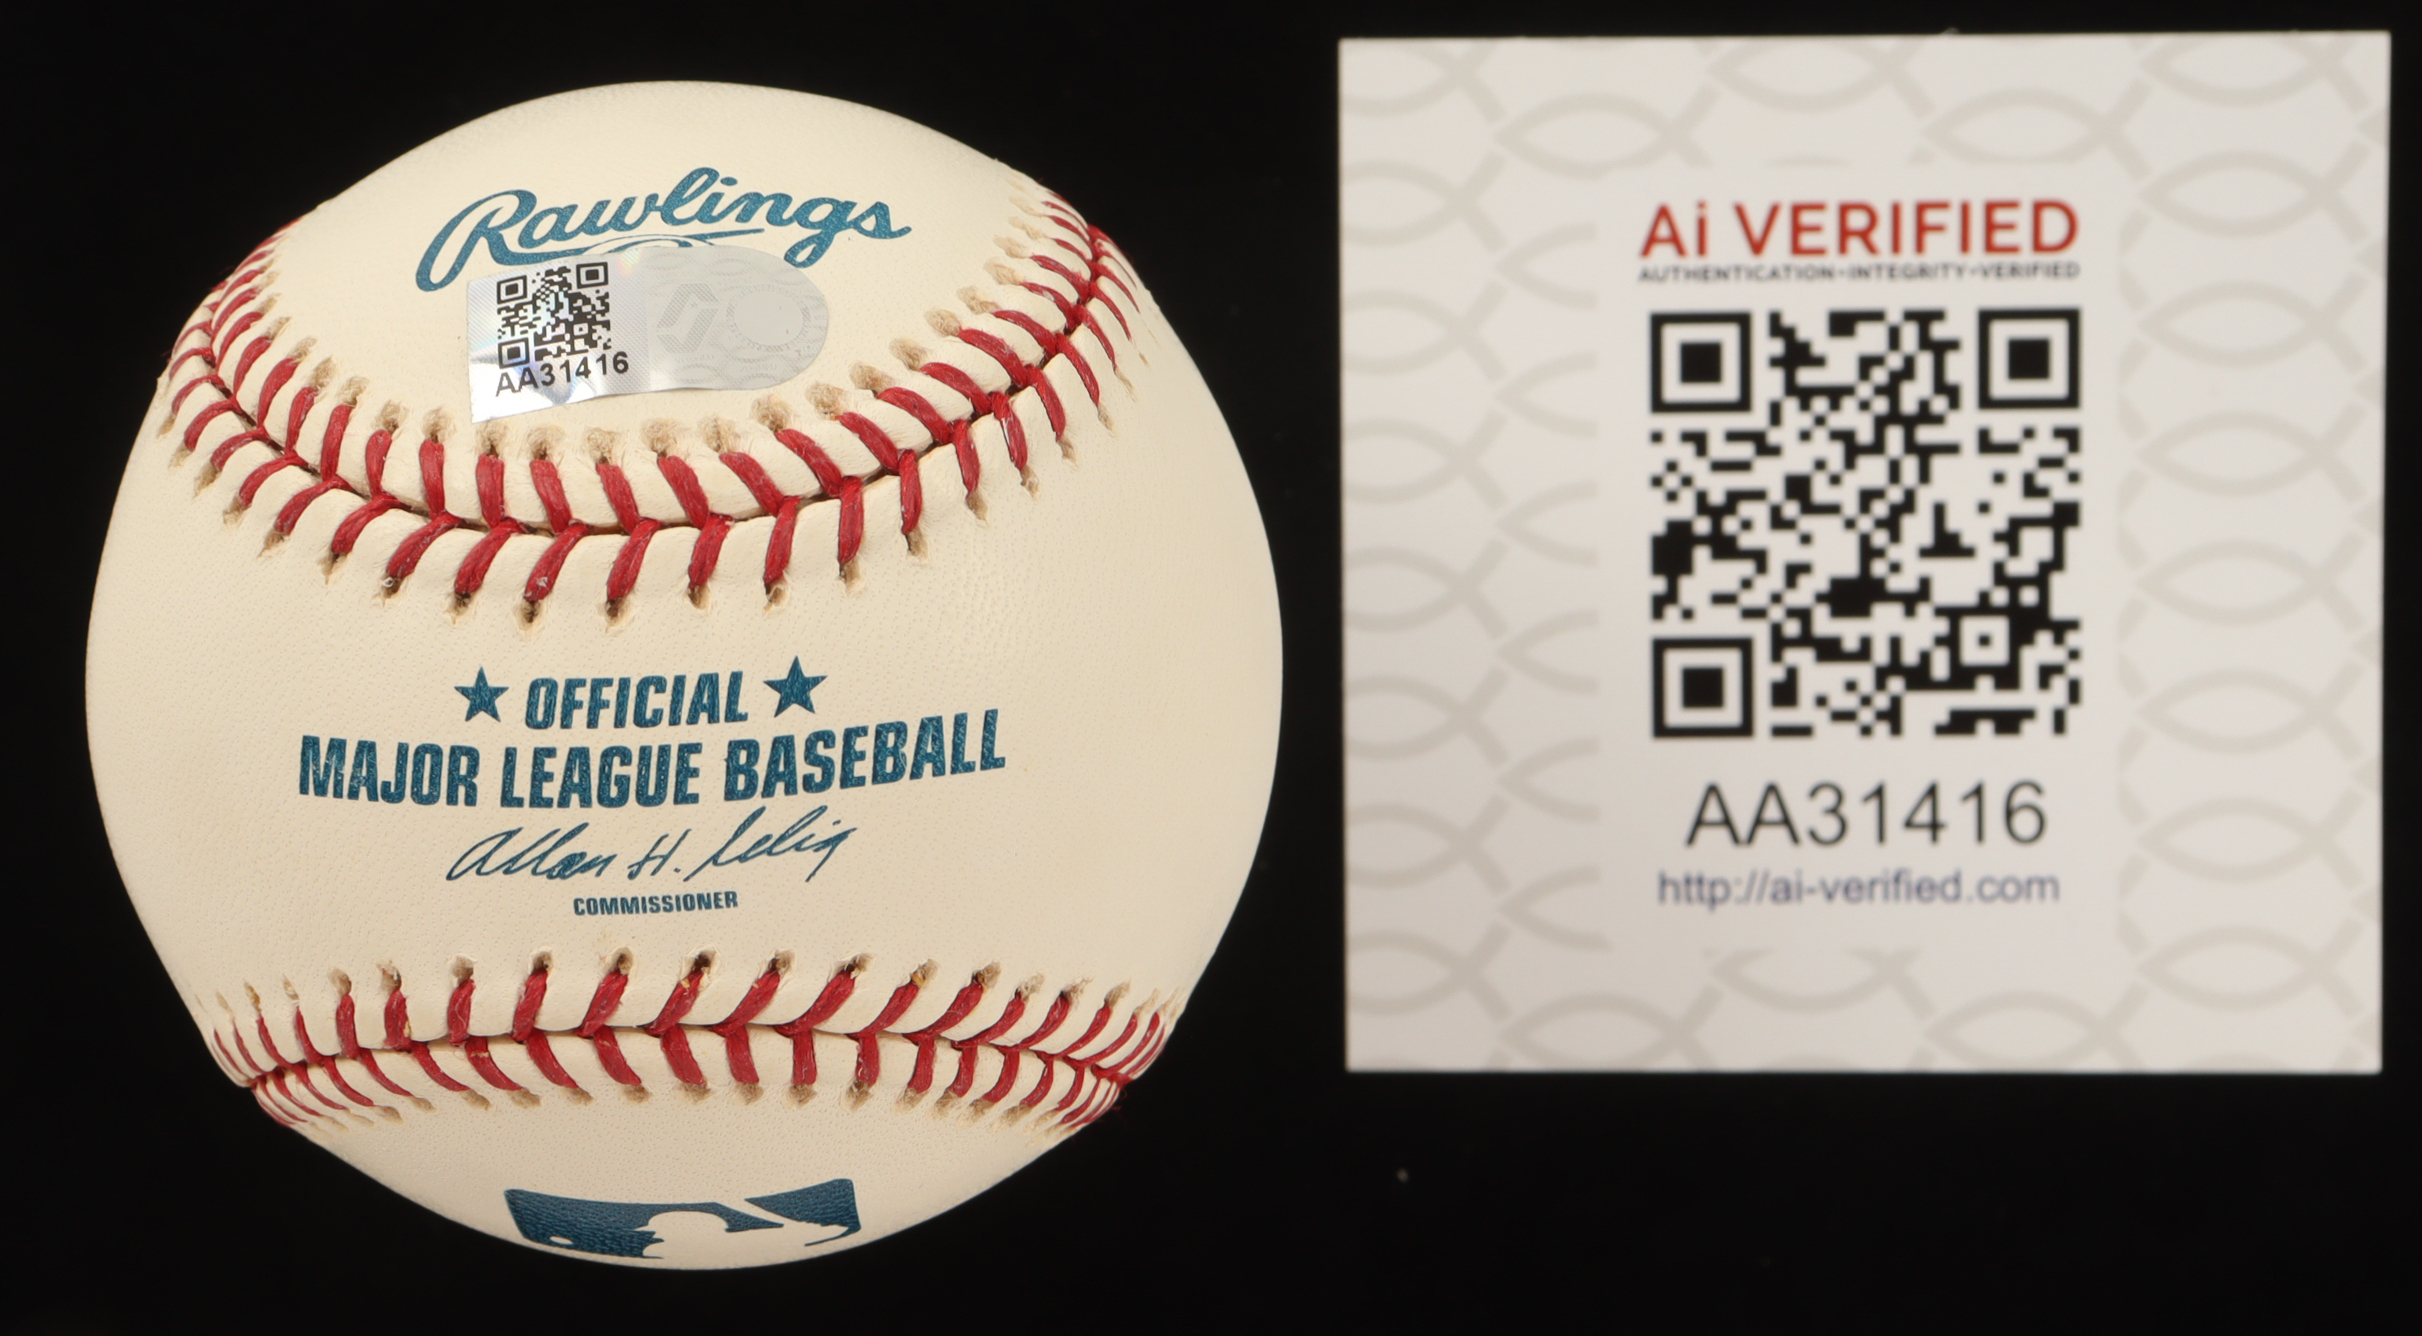 Rawlings
AA31416
★ OFFICIAL ★
MAJOR LEAGUE BASEBALL
Allan H. Selig
COMMISSIONER
Ai VERIFIED
AUTHENTICATION•INTEGRITY•VERIFIED
AA31416
http://ai-verified.com